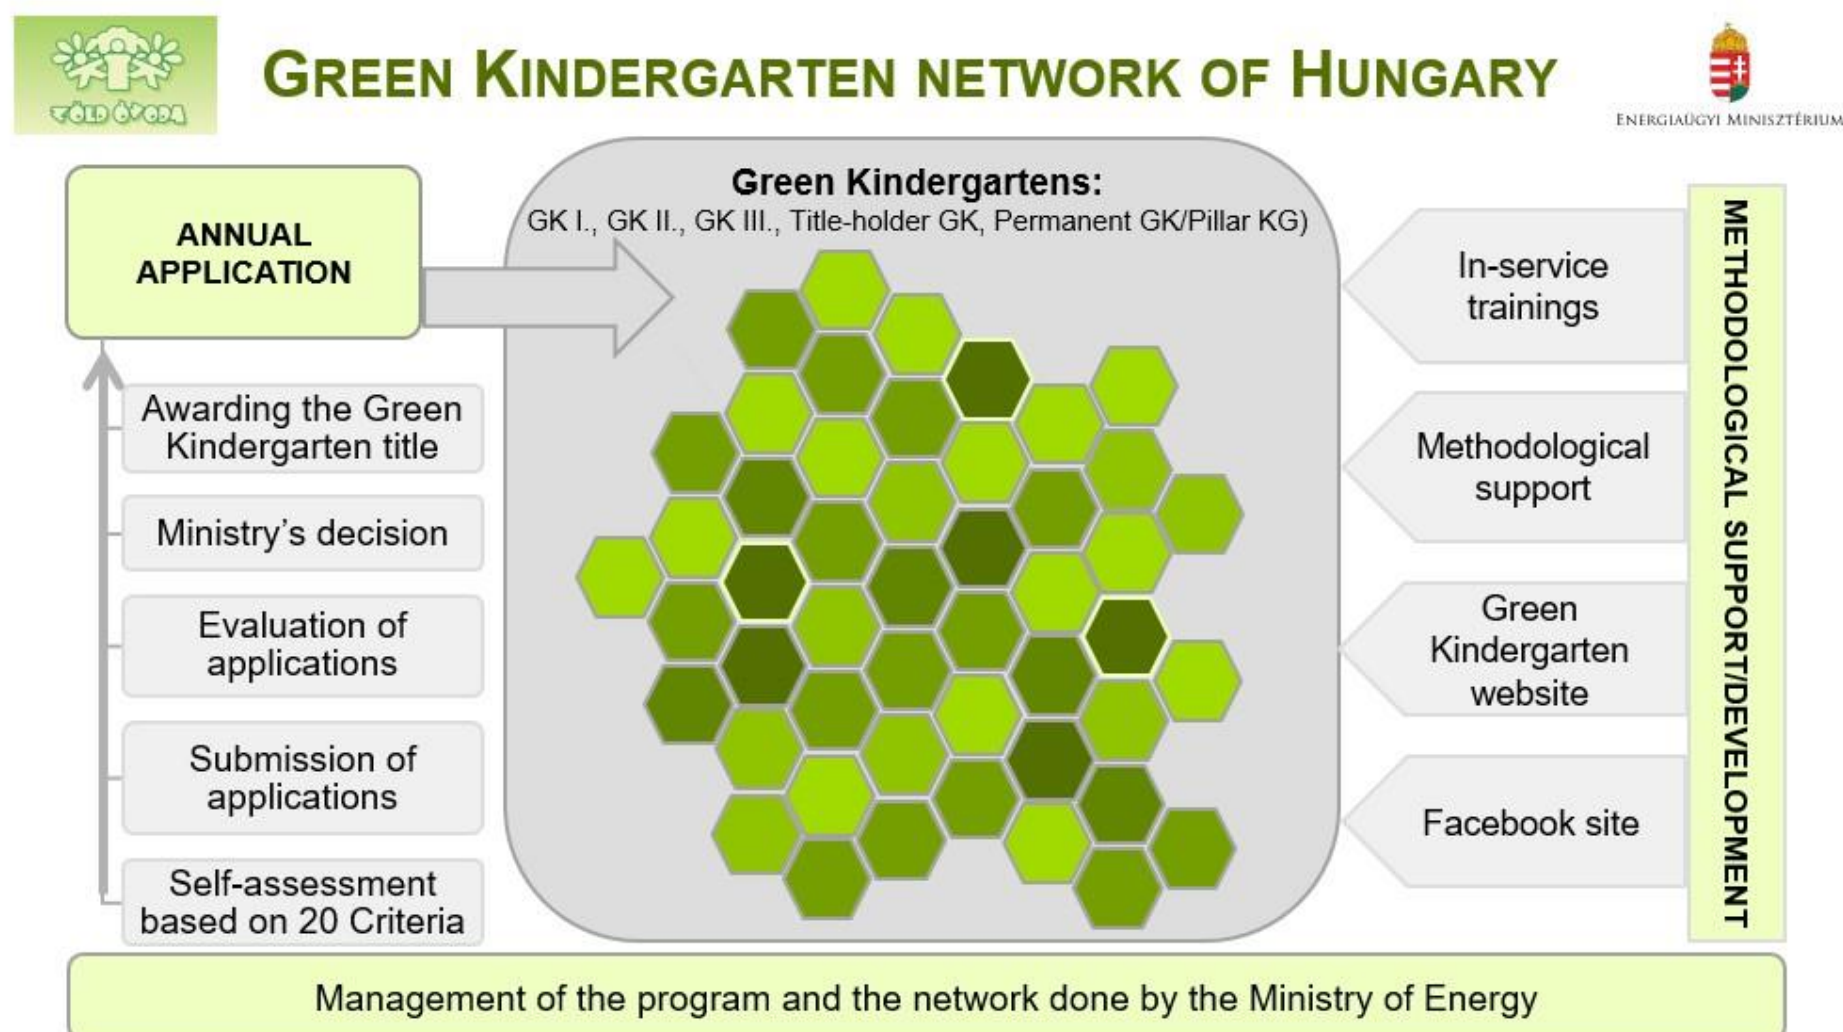 ZÖLD ÓVODA
GREEN KINDERGARTEN NETWORK OF HUNGARY
ENERGIAÜGYI MINISZTÉRIUM
ANNUAL
APPLICATION
Awarding the Green
Kindergarten title
Ministry’s decision
Evaluation of
applications
Submission of
applications
Self-assessment
based on 20 Criteria
Green Kindergartens:
GK I., GK II., GK III., Title-holder GK, Permanent GK/Pillar KG)
In-service
trainings
Methodological
support
Green
Kindergarten
website
Facebook site
METHODOLOGICAL SUPPORT/DEVELOPMENT
Management of the program and the network done by the Ministry of Energy